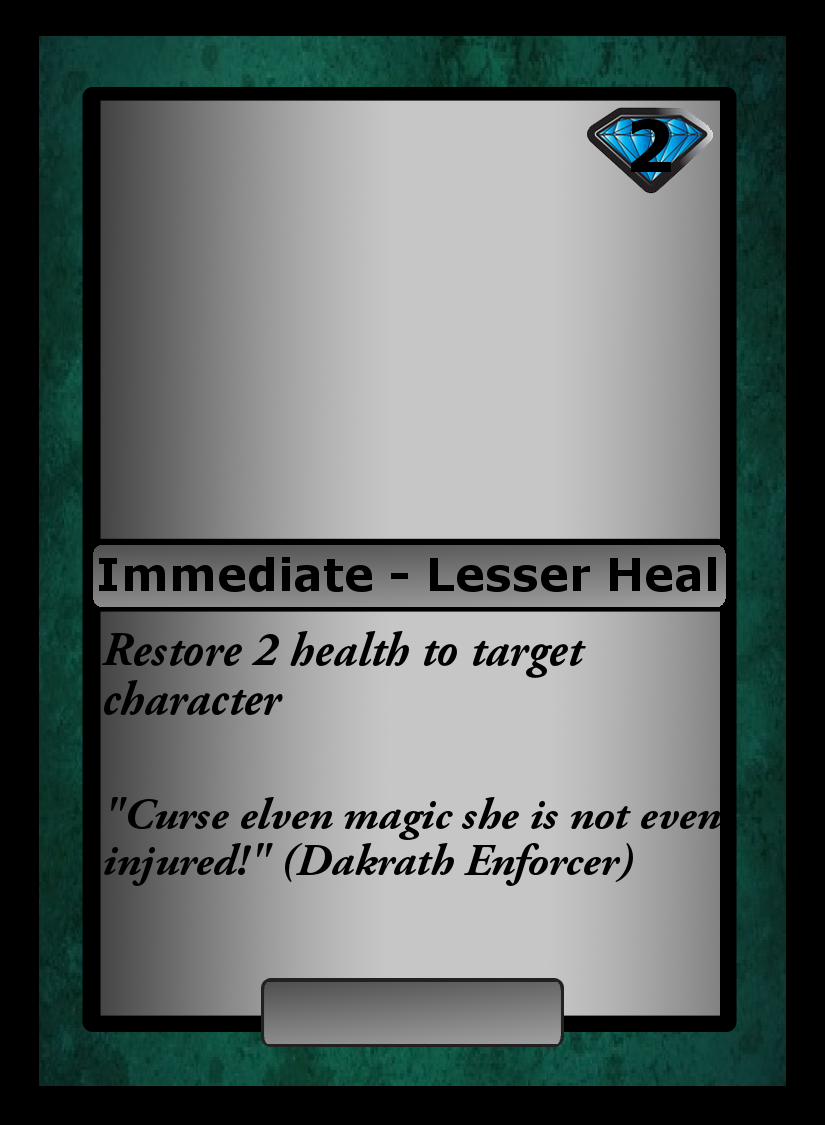 2
Immediate - Lesser Heal
Restore 2 health to target
character
"Curse elven magic she is not even
injured!" (Dakrath Enforcer)